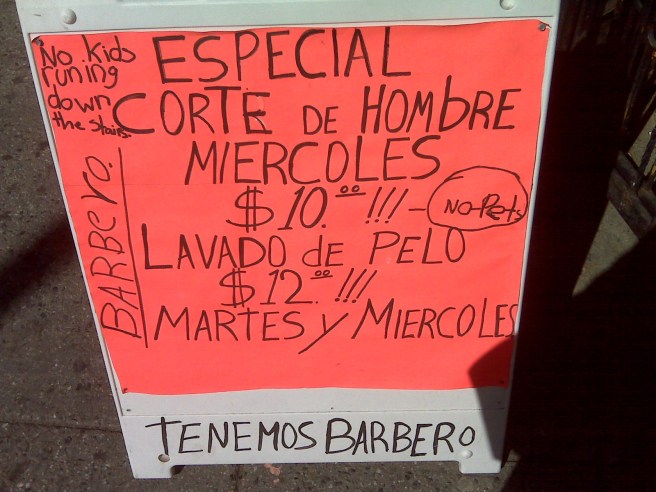 No kids
runing
down
the stairs
ESPECIAL
CORTE DE HOMBRE
MIERCOLES
$10.00 !!! -
No-Pets
LAVADO de PELO
$12.00 !!!
MARTES y MIERCOLES
BARBERO.
TENEMOS BARBERO